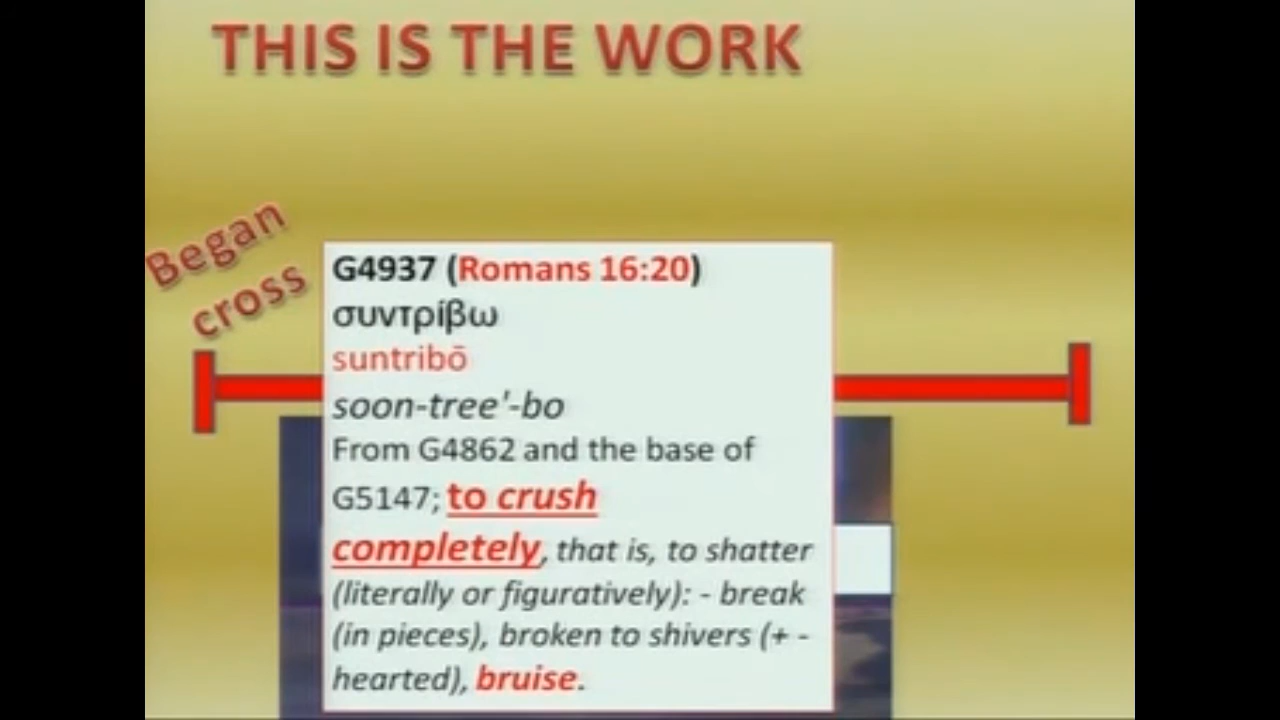 THIS IS THE WORK
Began
cross
G4937 (Romans 16:20)
συντρίβω
suntribō
soon-tree'-bo
From G4862 and the base of
G5147; to crush
completely, that is, to shatter
(literally or figuratively): - break
(in pieces), broken to shivers (+ -
hearted), bruise.